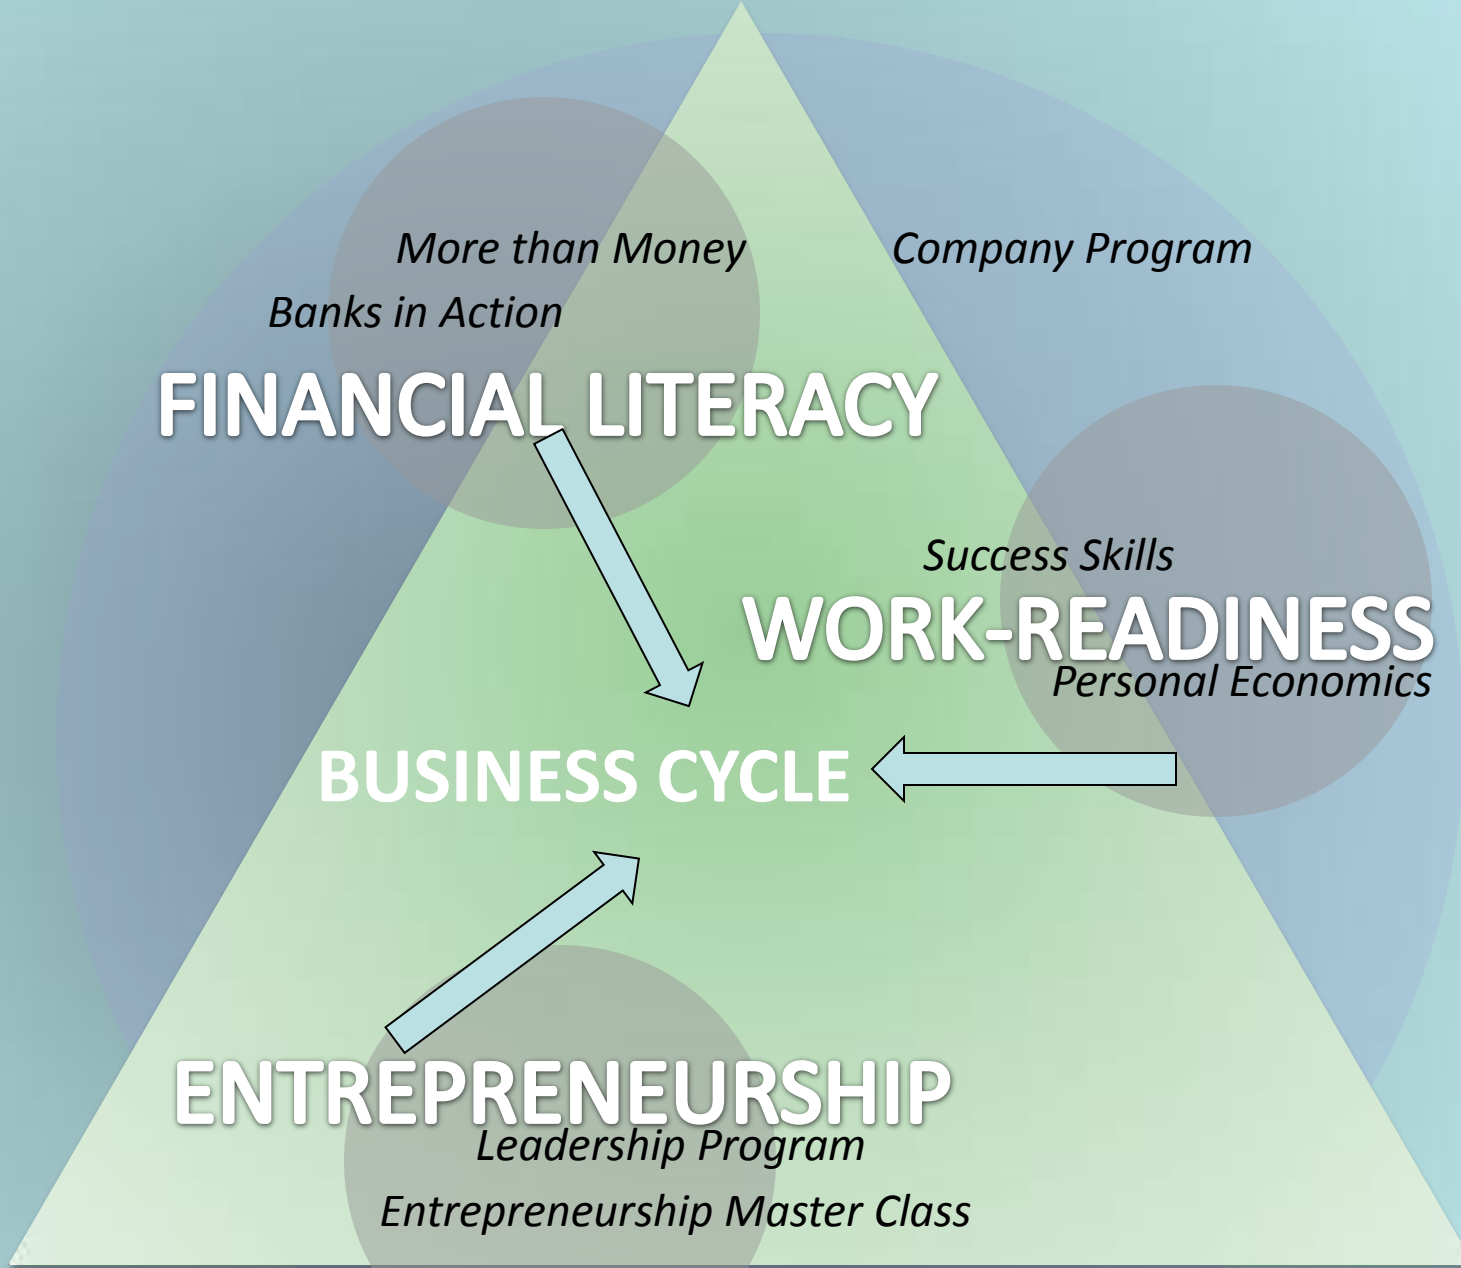 More than Money
Company Program
Banks in Action
FINANCIAL LITERACY
Success Skills
WORK-READINESS
Personal Economics
BUSINESS CYCLE
ENTREPRENEURSHIP
Leadership Program
Entrepreneurship Master Class